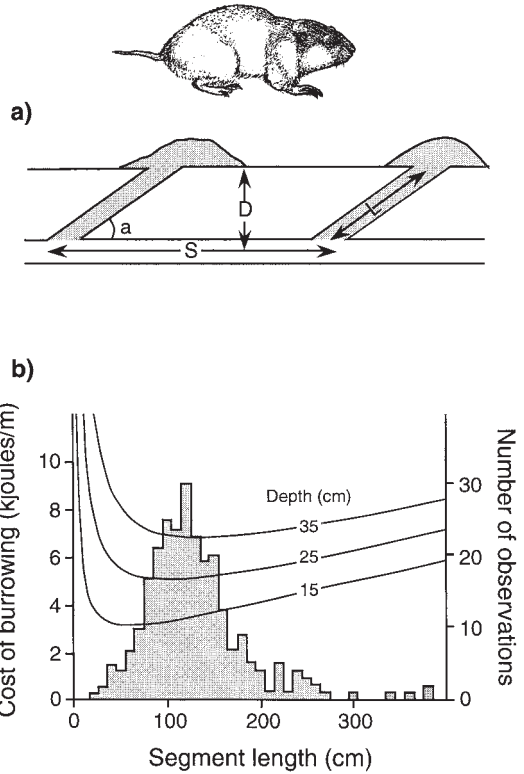 a)
D
L
a
S
b)
Cost of burrowing (kjoules/m)
Number of observations
10
8
6
4
2
0
30
20
10
0
Depth (cm)
35
25
15
0
100
200
300
Segment length (cm)